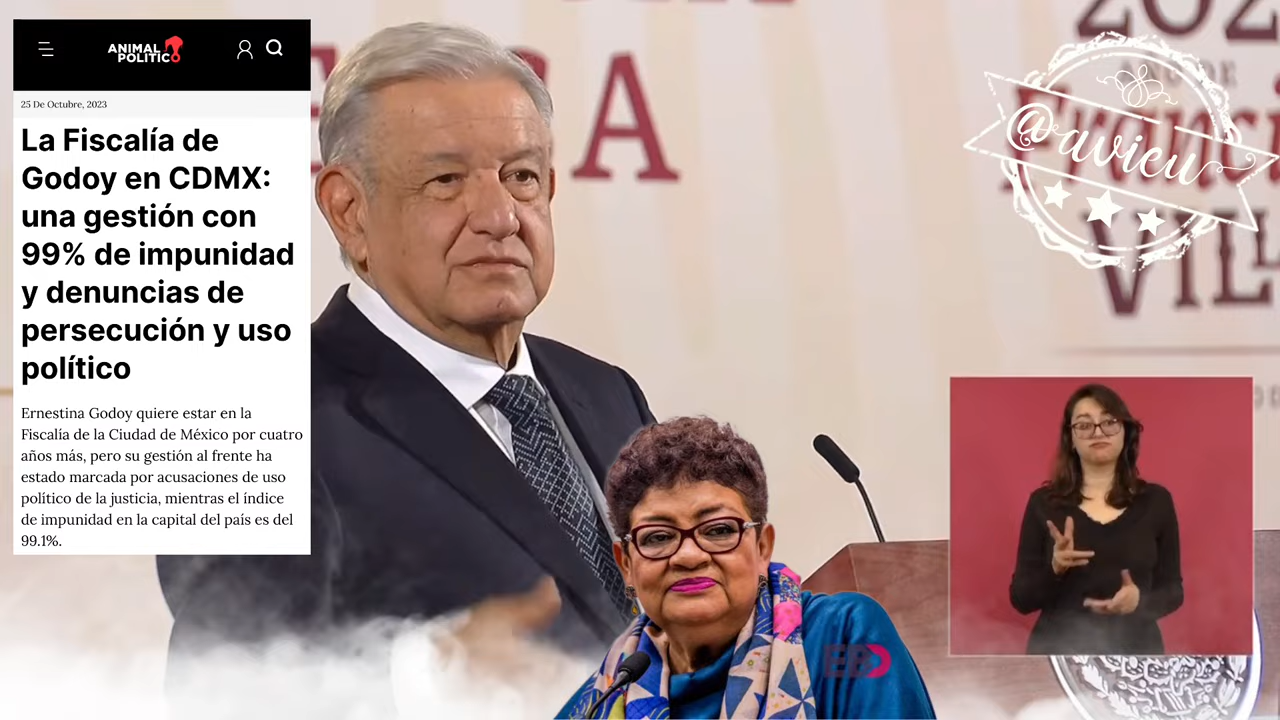 ANIMAL
POLÍTICO
25 De Octubre, 2023
La Fiscalía de
Godoy en CDMX:
una gestión con
99% de impunidad
y denuncias de
persecución y uso
político
Ernestina Godoy quiere estar en la
Fiscalía de la Ciudad de México por cuatro
años más, pero su gestión al frente ha
estado marcada por acusaciones de uso
político de la justicia, mientras el índice
de impunidad en la capital del país es del
99.1%.
@avieu
VILL